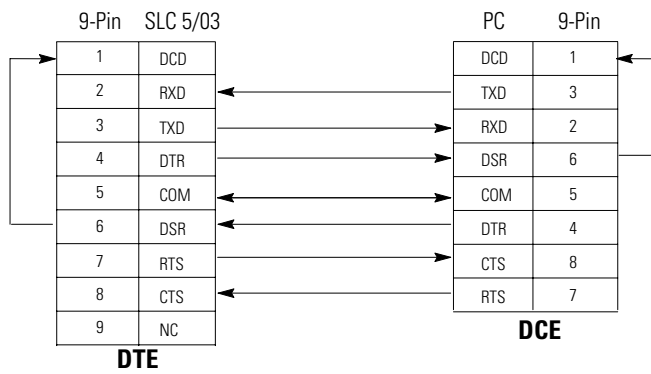 9-Pin SLC 5/03 PC 9-Pin
1 DCD DCD 1
2 RXD TXD 3
3 TXD RXD 2
4 DTR DSR 6
5 COM COM 5
6 DSR DTR 4
7 RTS CTS 8
8 CTS RTS 7
9 NC
DTE DCE